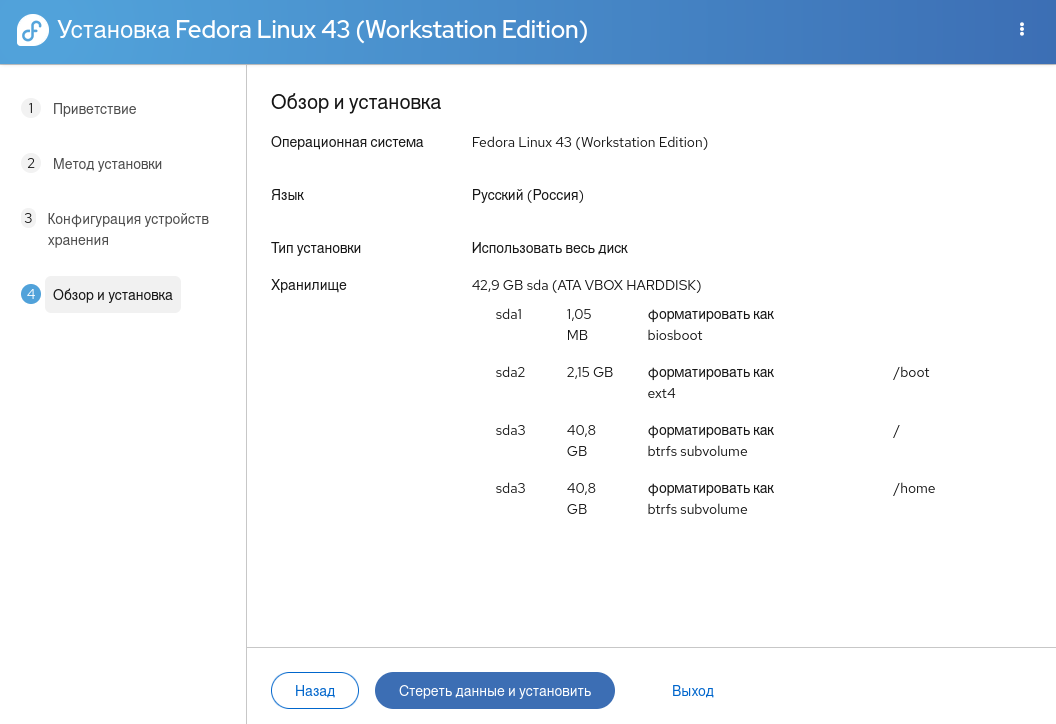 Установка Fedora Linux 43 (Workstation Edition)
1 Приветствие
2 Метод установки
3 Конфигурация устройств
хранения
4 Обзор и установка
Обзор и установка
Операционная система Fedora Linux 43 (Workstation Edition)
Язык Русский (Россия)
Тип установки Использовать весь диск
Хранилище 42,9 GB sda (ATA VBOX HARDDISK)
sda1 1,05 форматировать как
MB biosboot
sda2 2,15 GB форматировать как /boot
ext4
sda3 40,8 форматировать как /
GB btrfs subvolume
sda3 40,8 форматировать как /home
GB btrfs subvolume
Назад Стереть данные и установить Выход